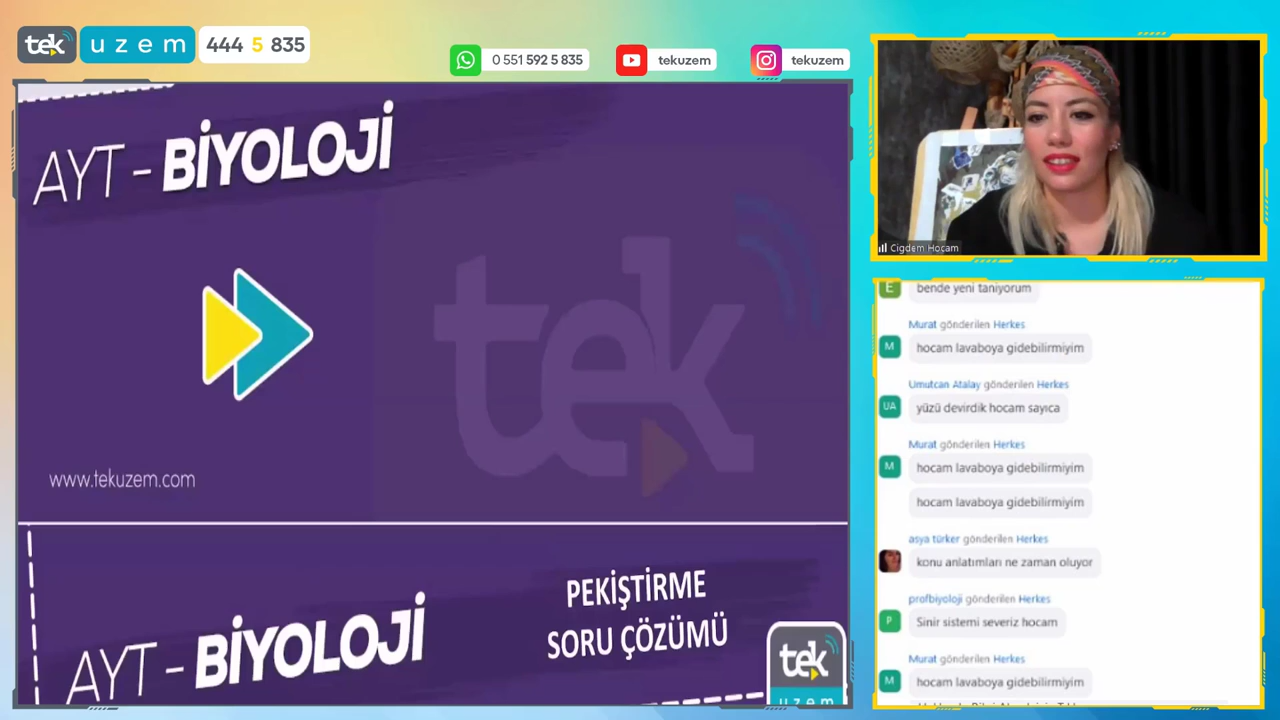 tek uzem 444 5 835
0 551 592 5 835
tekuzem
tekuzem
AYT - BİYOLOJİ
tek
www.tekuzem.com
AYT - BİYOLOJİ
PEKİŞTİRME
SORU ÇÖZÜMÜ
tek
uzem
Cigdem Hocam
E
bende yeni taniyorum
Murat gönderilen Herkes
M
hocam lavaboya gidebilirmiyim
Umutcan Atalay gönderilen Herkes
UA
yüzü devirdik hocam sayıca
Murat gönderilen Herkes
M
hocam lavaboya gidebilirmiyim
hocam lavaboya gidebilirmiyim
asya türker gönderilen Herkes
konu anlatımları ne zaman oluyor
profbiyoloji gönderilen Herkes
P
Sinir sistemi severiz hocam
Murat gönderilen Herkes
M
hocam lavaboya gidebilirmiyim